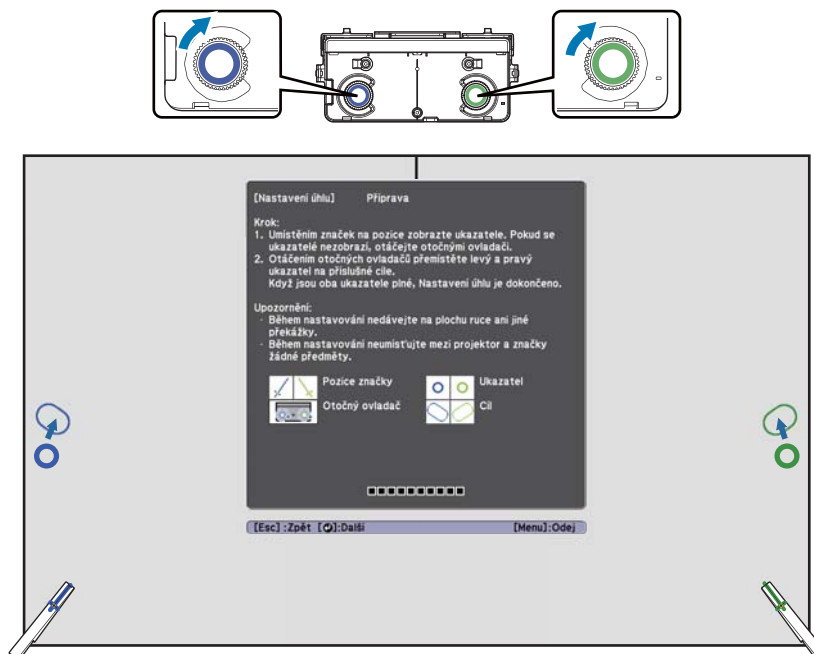 [Nastavení úhlu] Příprava
Krok:
1. Umístěním značek na pozice zobrazte ukazatele. Pokud se
ukazatelé nezobrazí, otáčejte otočnými ovladači.
2. Otáčením otočných ovladačů přemístěte levý a pravý
ukazatel na příslušné cíle.
Když jsou oba ukazatele plné, Nastavení úhlu je dokončeno.
Upozornění:
· Během nastavování nedávejte na plochu ruce ani jiné
překážky.
· Během nastavování neumísťujte mezi projektor a značky
žádné předměty.
Pozice značky
Ukazatel
Otočný ovladač
Cíl
[Esc] :Zpět [⏎]:Další [Menu]:Odej